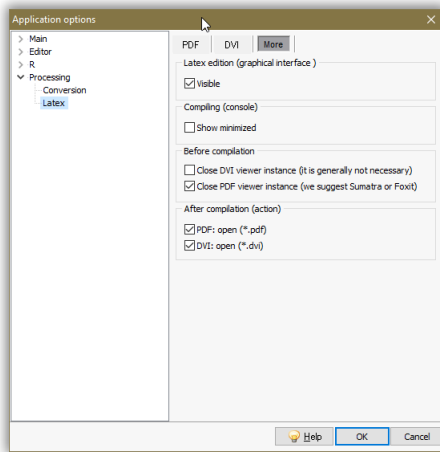 Application options
Main
Editor
R
Processing
Conversion
Latex
PDF DVI More
Latex edition (graphical interface )
Visible
Compiling (console)
Show minimized
Before compilation
Close DVI viewer instance (it is generally not necessary)
Close PDF viewer instance (we suggest Sumatra or Foxit)
After compilation (action)
PDF: open (*.pdf)
DVI: open (*.dvi)
Help OK Cancel